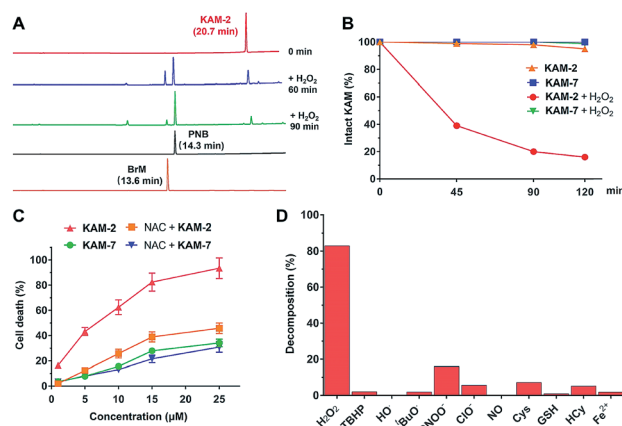 A
KAM-2
(20.7 min)
0 min
+ H₂O₂
60 min
+ H₂O₂
90 min
PNB
(14.3 min)
BrM
(13.6 min)
B
Intact KAM (%)
100
80
60
40
20
0
KAM-2
KAM-7
KAM-2 + H₂O₂
KAM-7 + H₂O₂
0 45 90 120 min
C
KAM-2 NAC + KAM-2
KAM-7 NAC + KAM-7
Cell death (%)
100
80
60
40
20
0
0 5 10 15 20 25
Concentration (µM)
D
Decomposition (%)
100
80
60
40
20
0
H₂O₂ TBHP HO· ᵗBuO· ONOO⁻ ClO⁻ NO Cys GSH HCy Fe²⁺